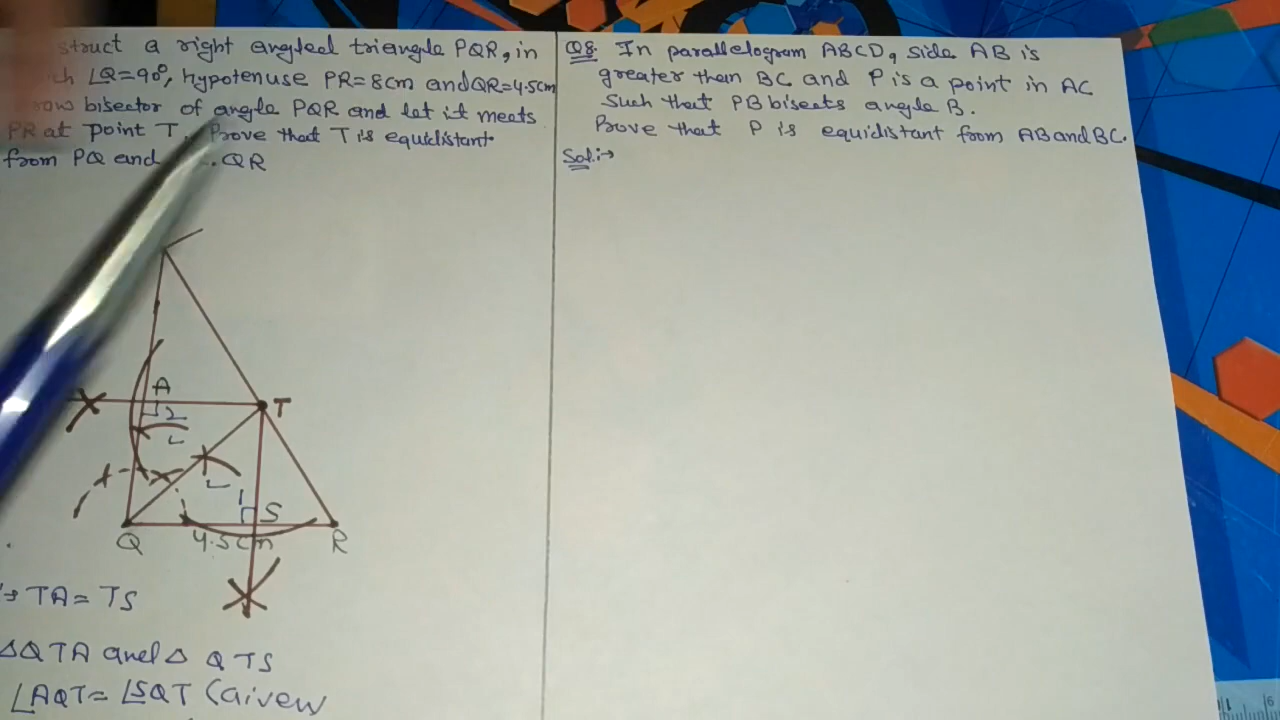 struct a right angled triangle PQR, in
∠Q=90°, hypotenuse PR=8cm and QR=4.5cm
bisector of angle PQR and let it meets
PR at point T. Prove that T is equidistant
from PQ and QR
A
T
2
L
L
1
S
Q
4.5cm
R
TA = TS
ΔQTA and Δ QTS
∠AQT = ∠SQT (Given
Q8. In parallelogram ABCD, side AB is
greater than BC and P is a point in AC
Such that PB bisects angle B.
Prove that P is equidistant from AB and BC.
Sol:→